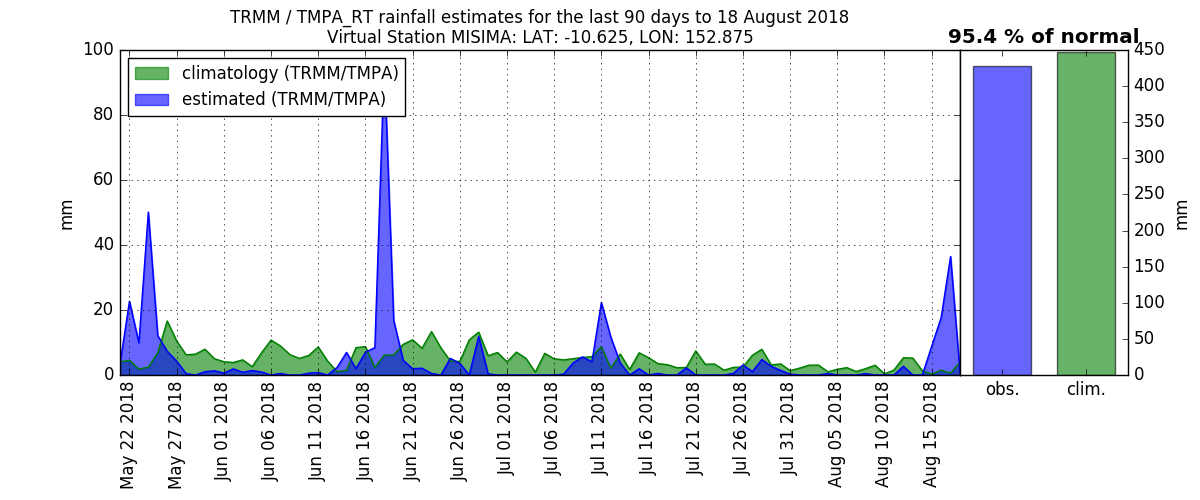 TRMM / TMPA_RT rainfall estimates for the last 90 days to 18 August 2018
Virtual Station MISIMA: LAT: -10.625, LON: 152.875
95.4 % of normal
climatology (TRMM/TMPA)
estimated (TRMM/TMPA)
mm
100
80
60
40
20
0
May 22 2018
May 27 2018
Jun 01 2018
Jun 06 2018
Jun 11 2018
Jun 16 2018
Jun 21 2018
Jun 26 2018
Jul 01 2018
Jul 06 2018
Jul 11 2018
Jul 16 2018
Jul 21 2018
Jul 26 2018
Jul 31 2018
Aug 05 2018
Aug 10 2018
Aug 15 2018
obs.
clim.
450
400
350
300
250
200
150
100
50
0
mm